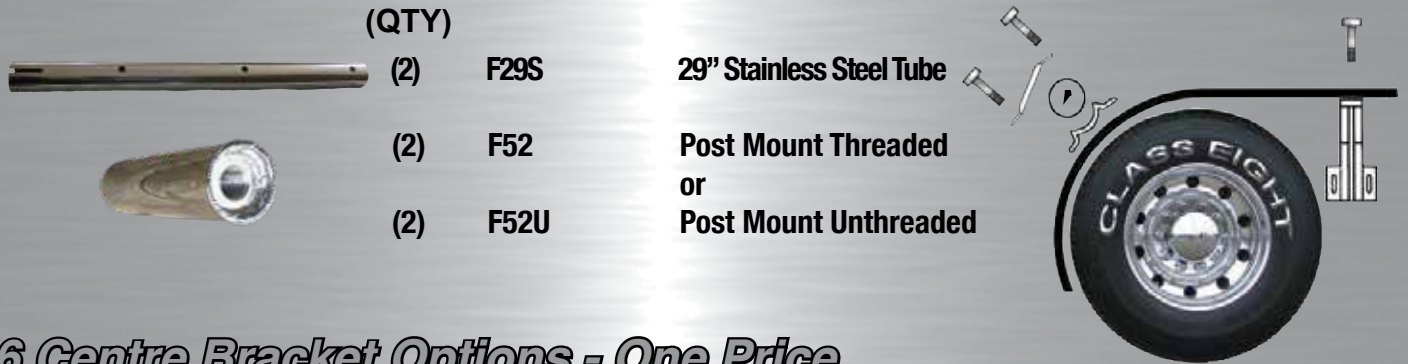 (QTY)
(2) F29S 29” Stainless Steel Tube
(2) F52 Post Mount Threaded
or
(2) F52U Post Mount Unthreaded
CLASS EIGHT
6 Centre Bracket Options - One Price